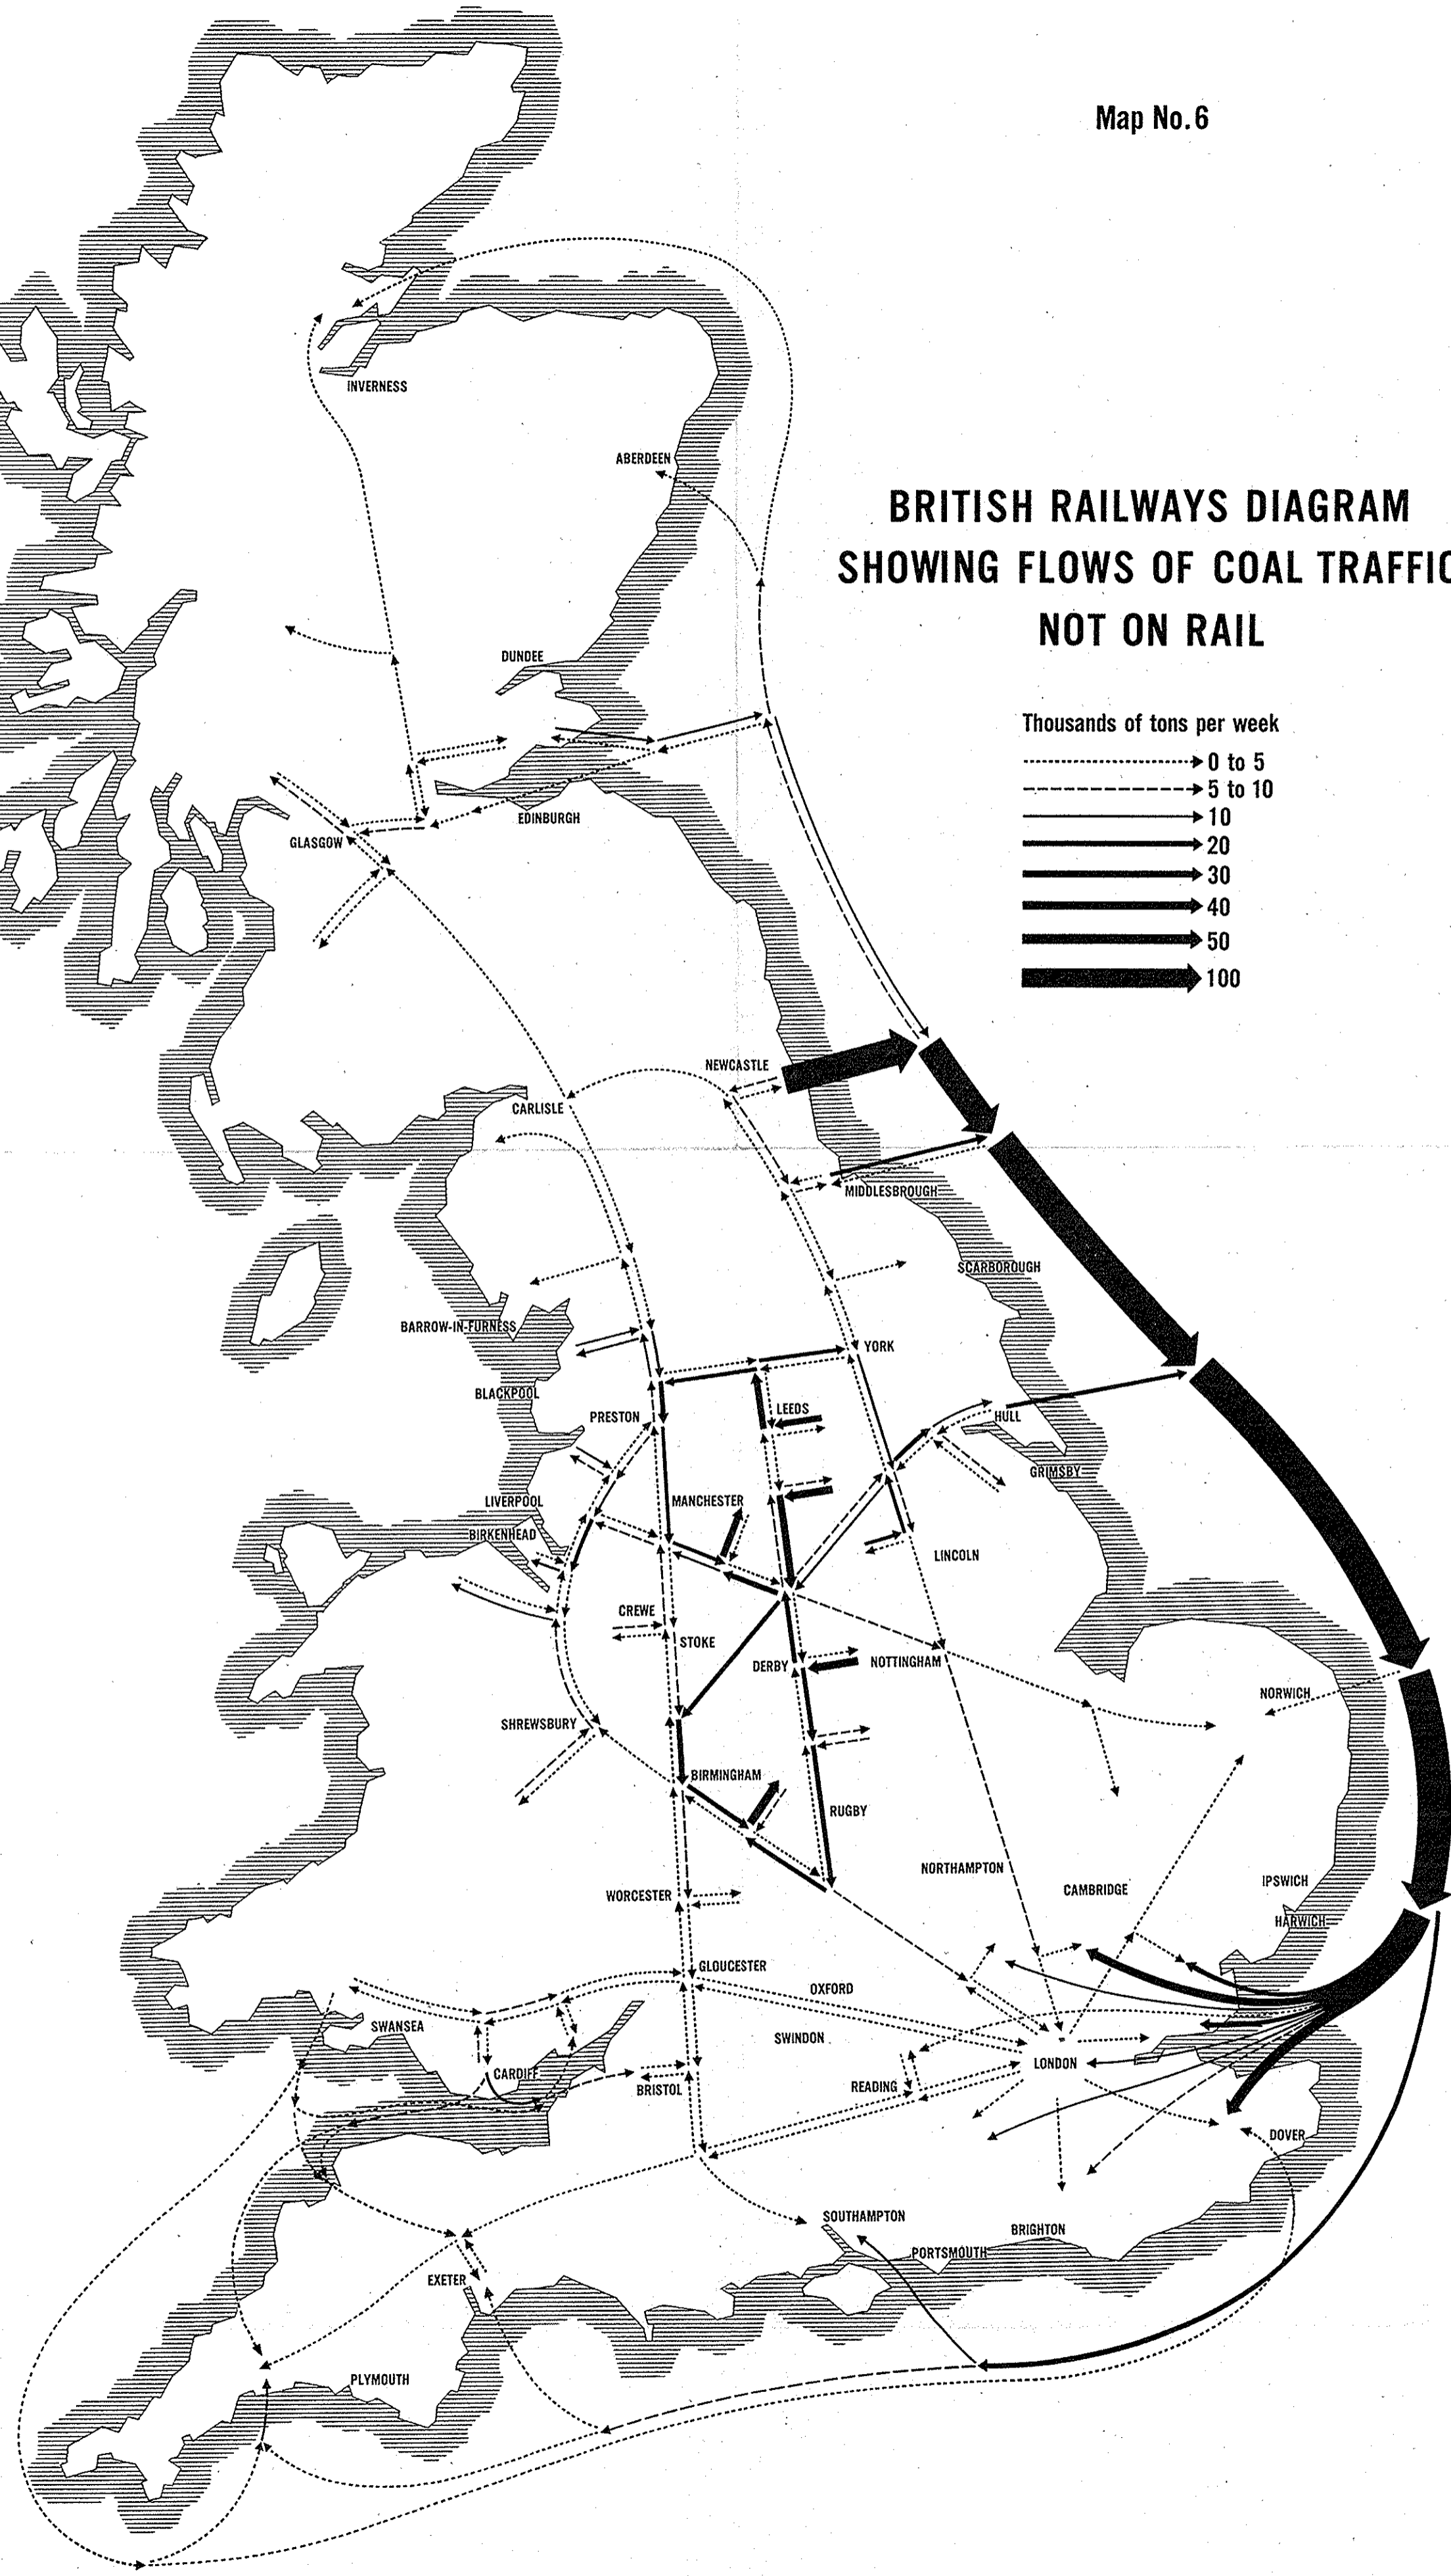 Map No. 6
BRITISH RAILWAYS DIAGRAM
SHOWING FLOWS OF COAL TRAFFIC
NOT ON RAIL
Thousands of tons per week
0 to 5
5 to 10
10
20
30
40
50
100
INVERNESS
ABERDEEN
DUNDEE
EDINBURGH
GLASGOW
NEWCASTLE
CARLISLE
MIDDLESBROUGH
SCARBOROUGH
BARROW-IN-FURNESS
YORK
BLACKPOOL
LEEDS
PRESTON
HULL
GRIMSBY
LIVERPOOL
MANCHESTER
BIRKENHEAD
LINCOLN
CREWE
STOKE
DERBY
NOTTINGHAM
NORWICH
SHREWSBURY
BIRMINGHAM
RUGBY
NORTHAMPTON
CAMBRIDGE
IPSWICH
WORCESTER
HARWICH
GLOUCESTER
OXFORD
SWANSEA
SWINDON
LONDON
CARDIFF
BRISTOL
READING
DOVER
SOUTHAMPTON
BRIGHTON
PORTSMOUTH
EXETER
PLYMOUTH